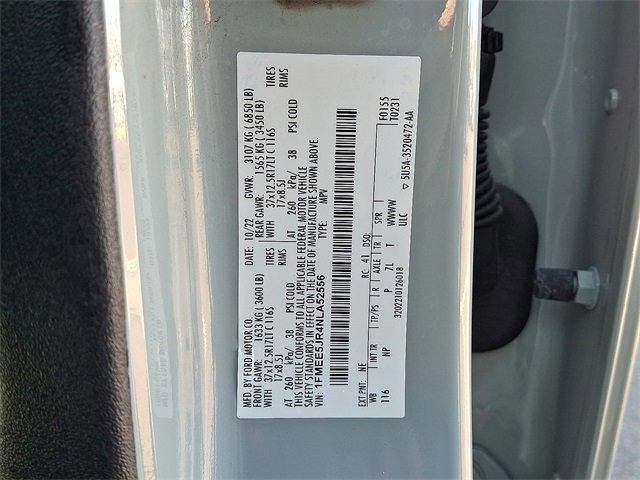 MFD. BY FORD MOTOR CO. DATE: 10/22 GVWR: 3107 KG (6850 LB)
FRONT GAWR: 1633 KG (3600 LB) REAR GAWR: 1565 KG (3450 LB)
WITH 37x12.5R17LT C 116S TIRES WITH 37x12.5R17LT C 116S TIRES
17x8.5J RIMS 17x8.5J RIMS
AT 260 kPa/ 38 PSI COLD AT 260 kPa/ 38 PSI COLD
THIS VEHICLE CONFORMS TO ALL APPLICABLE FEDERAL MOTOR VEHICLE
SAFETY STANDARDS IN EFFECT ON THE DATE OF MANUFACTURE SHOWN ABOVE.
VIN: 1FMEE5JR4NLA52556 TYPE: MPV
F0155
T0231
EXT PNT: NE RC: 41 DSO:
WB INT TR TP/PS R AXLE TR SPR
116 NP P 7L T WWWW
ULC
3202210126018 5U5A-3520472-AA